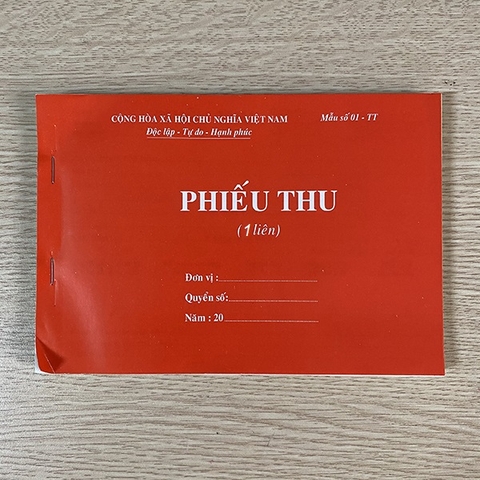 CỘNG HÒA XÃ HỘI CHỦ NGHĨA VIỆT NAM
Độc lập - Tự do - Hạnh phúc
Mẫu số 01 - TT
PHIẾU THU
(1 liên)
Đơn vị :
Quyển số:
Năm : 20